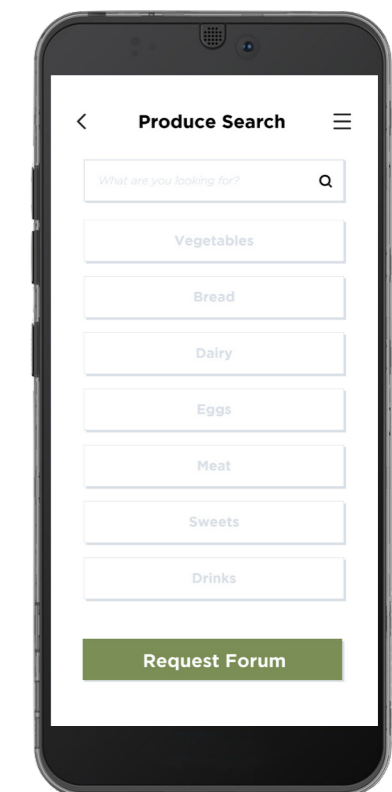 Produce Search
What are you looking for?
Vegetables
Bread
Dairy
Eggs
Meat
Sweets
Drinks
Request Forum